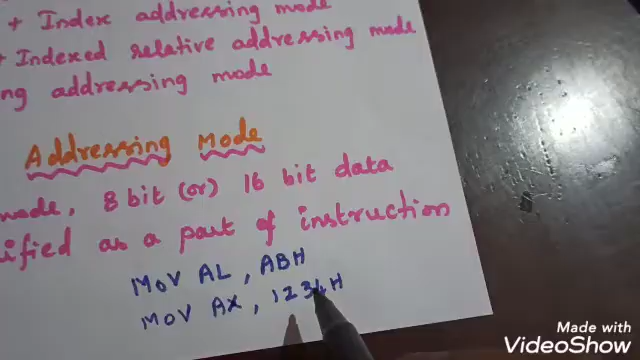 + Index addressing mode
+ Indexed relative addressing mode
ng addressing mode
Addressing Mode
mode, 8 bit (or) 16 bit data
ified as a part of instruction
MOV AL, ABH
MOV AX, 1234H
Made with
VideoShow